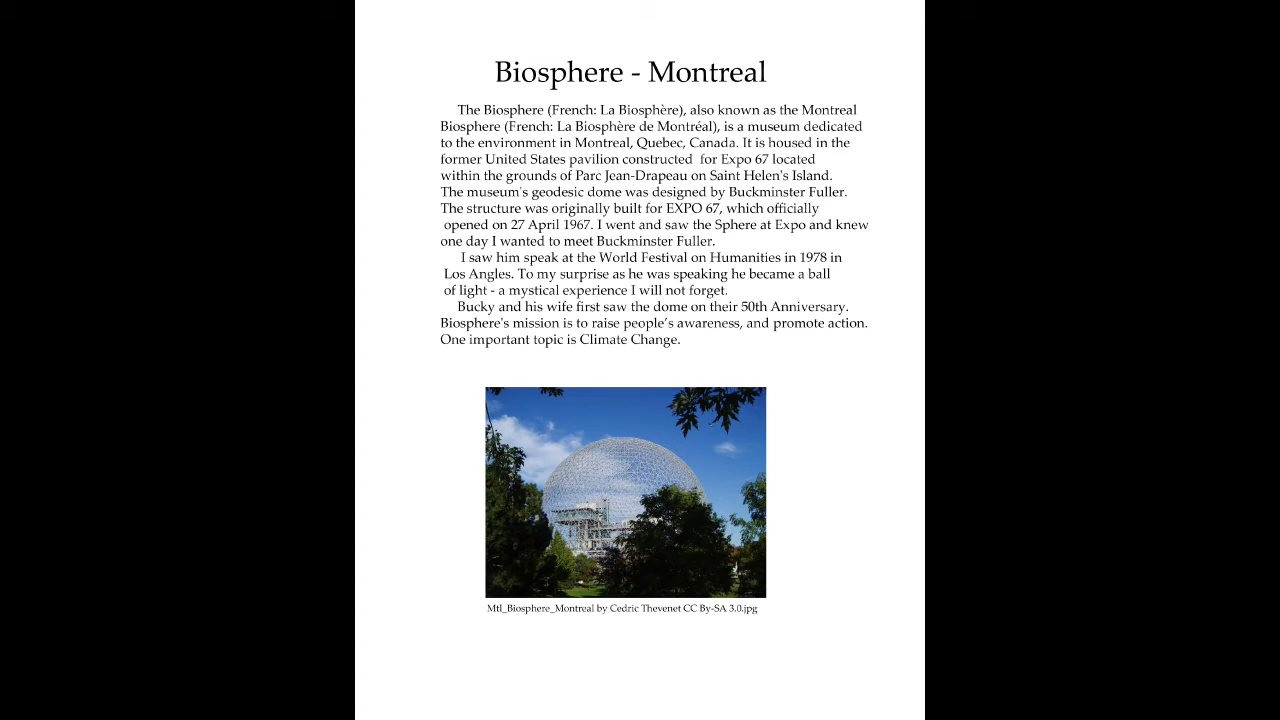 Biosphere - Montreal
The Biosphere (French: La Biosphère), also known as the Montreal
Biosphere (French: La Biosphère de Montréal), is a museum dedicated
to the environment in Montreal, Quebec, Canada. It is housed in the
former United States pavilion constructed  for Expo 67 located
within the grounds of Parc Jean-Drapeau on Saint Helen's Island.
The museum's geodesic dome was designed by Buckminster Fuller.
The structure was originally built for EXPO 67, which officially
opened on 27 April 1967. I went and saw the Sphere at Expo and knew
one day I wanted to meet Buckminster Fuller.
I saw him speak at the World Festival on Humanities in 1978 in
Los Angles. To my surprise as he was speaking he became a ball
of light - a mystical experience I will not forget.
Bucky and his wife first saw the dome on their 50th Anniversary.
Biosphere's mission is to raise people’s awareness, and promote action.
One important topic is Climate Change.
Mtl_Biosphere_Montreal by Cedric Thevenet CC By-SA 3.0.jpg